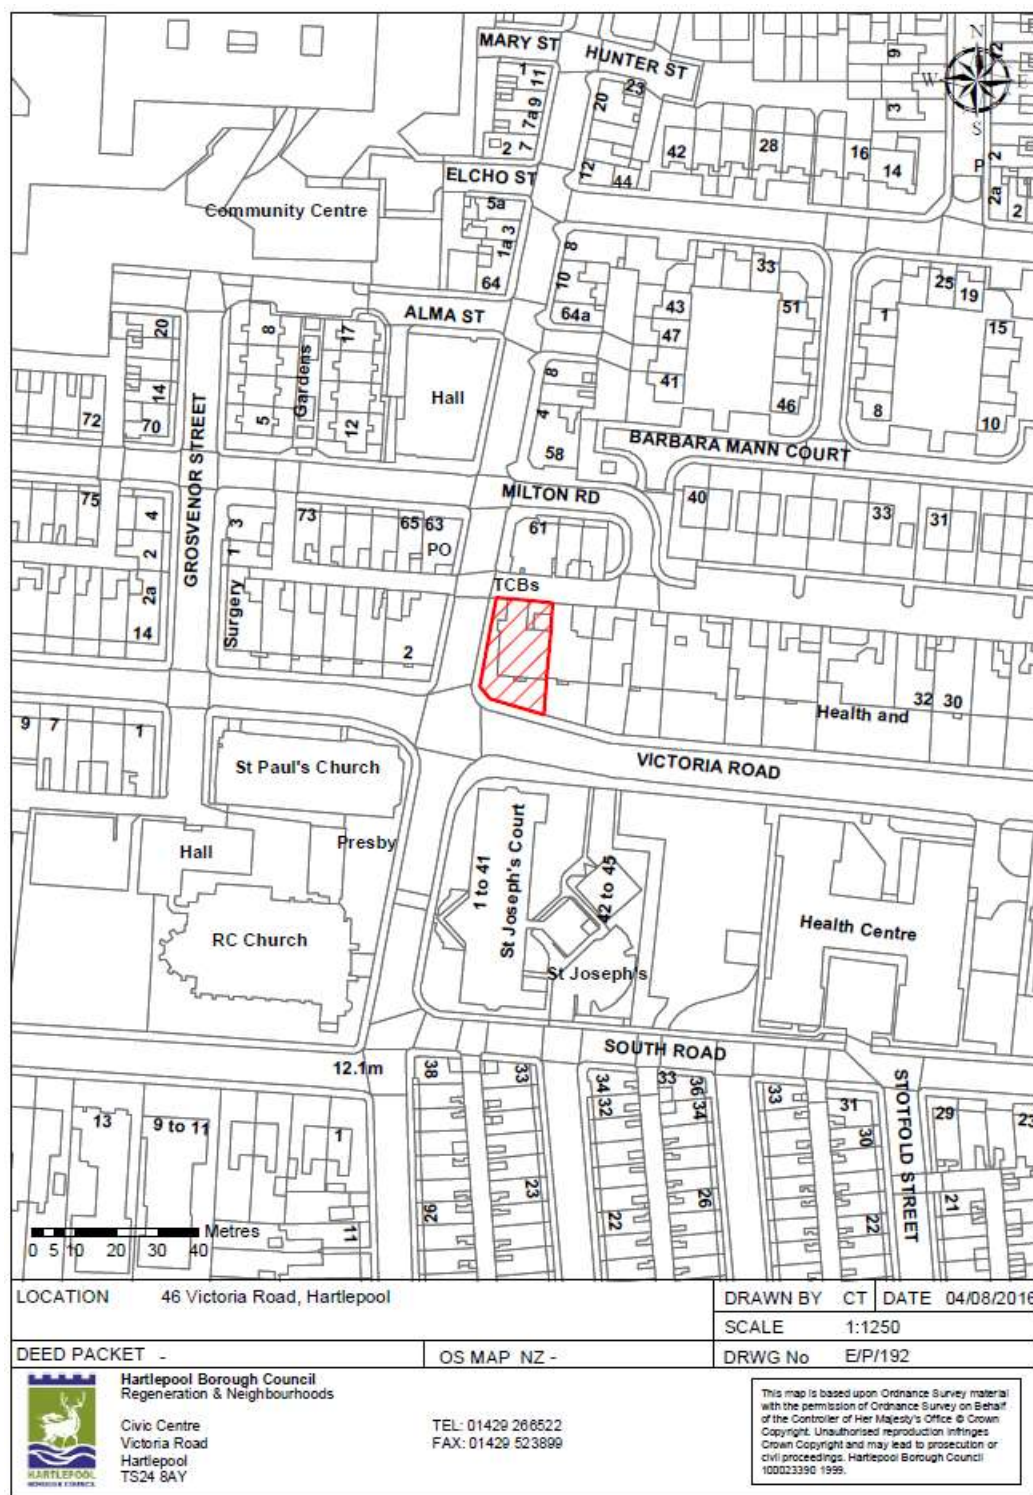 MARY ST
HUNTER ST
N
W
E
S
1
11
9
7a
7
2
20
23
12
44
42
28
16
14
9
3
72
P
2
2a
2
ELCHO ST
Community Centre
5a
3
1a
64
8
10
64a
33
43
47
41
51
46
25
19
1
15
8
10
ALMA ST
20
14
70
72
8
5
Gardens
17
12
Hall
8
4
58
BARBARA MANN COURT
GROSVENOR STREET
MILTON RD
40
33
31
75
4
2
2a
14
3
1
Surgery
73
65
63
PO
61
TCBs
2
32
30
Health and
VICTORIA ROAD
9
7
1
St Paul's Church
Presby
Hall
RC Church
1 to 41
St Joseph's Court
42 to 45
St Joseph's
Health Centre
SOUTH ROAD
12.1m
38
33
34
32
33
36
34
33
31
30
STOTFOLD STREET
29
23
13
9 to 11
1
11
26
23
22
26
22
21
Metres
0 5 10 20 30 40
LOCATION 46 Victoria Road, Hartlepool
DRAWN BY CT DATE 04/08/2016
SCALE 1:1250
DEED PACKET - OS MAP NZ - DRWG No E/P/192
HARTLEPOOL
BOROUGH COUNCIL
Hartlepool Borough Council
Regeneration & Neighbourhoods
Civic Centre
Victoria Road
Hartlepool
TS24 8AY
TEL: 01429 266522
FAX: 01429 523899
This map is based upon Ordnance Survey material
with the permission of Ordnance Survey on Behalf
of the Controller of Her Majesty's Office © Crown
Copyright. Unauthorised reproduction infringes
Crown Copyright and may lead to prosecution or
civil proceedings. Hartlepool Borough Council
100023390 1999.